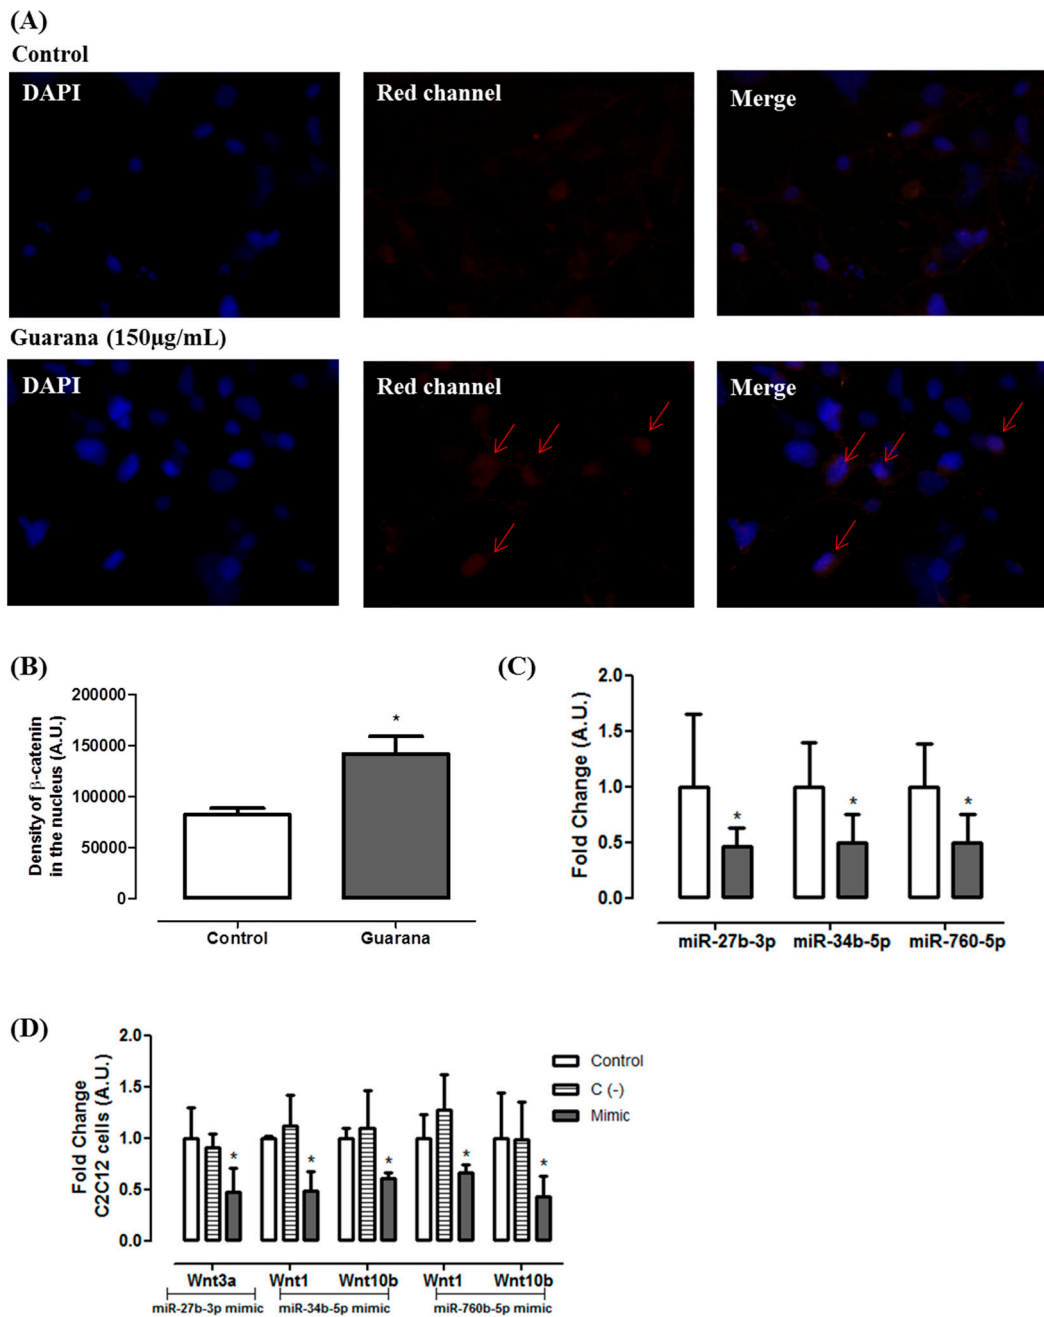 (A)
Control
DAPI
Red channel
Merge
Guarana (150µg/mL)
DAPI
Red channel
Merge
(B)
Density of β-catenin
in the nucleus (A.U.)
200000
150000
100000
50000
0
*
Control
Guarana
(C)
Fold Change (A.U.)
2.0
1.5
1.0
0.5
0.0
* * *
miR-27b-3p miR-34b-5p miR-760-5p
(D)
Fold Change
C2C12 cells (A.U.)
2.0
1.5
1.0
0.5
0.0
* * * * *
Control
C (-)
Mimic
Wnt3a Wnt1 Wnt10b Wnt1 Wnt10b
miR-27b-3p mimic miR-34b-5p mimic miR-760b-5p mimic